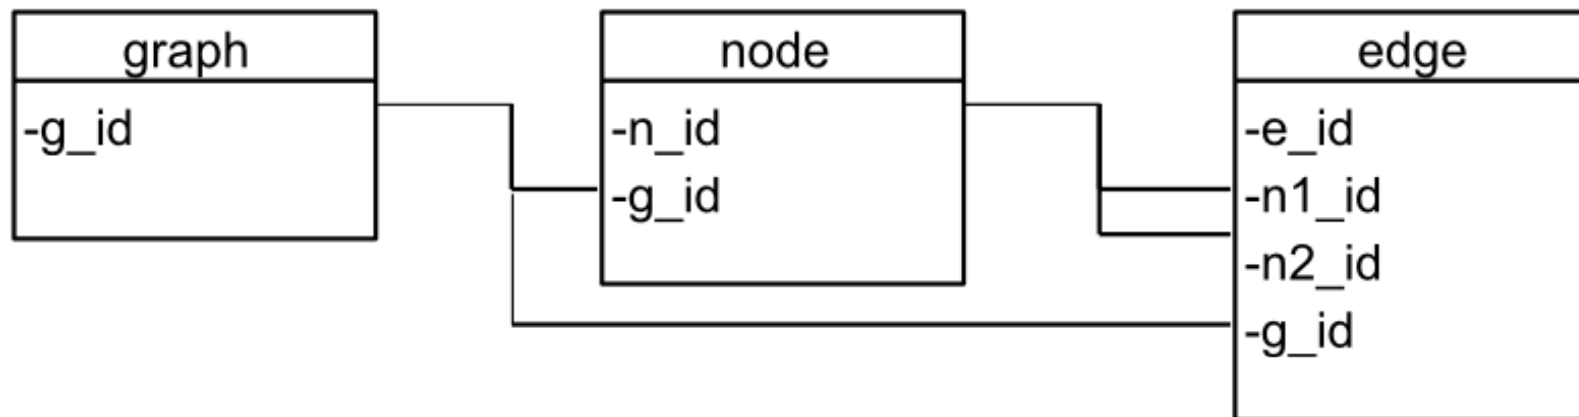 graph
-g_id
node
-n_id
-g_id
edge
-e_id
-n1_id
-n2_id
-g_id